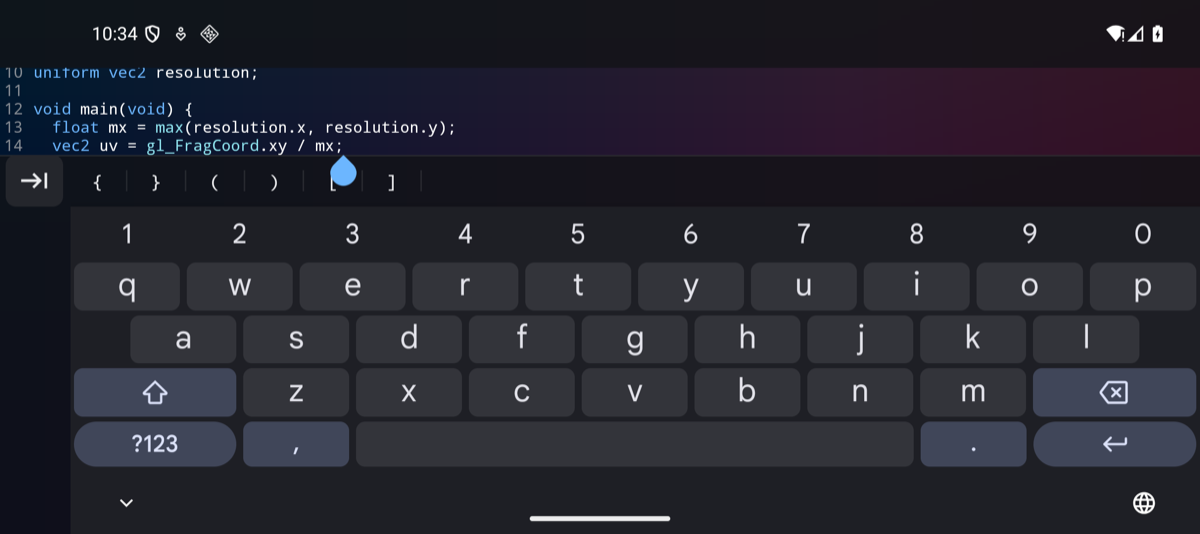 10:34
10 uniform vec2 resolution;
11
12 void main(void) {
13 float mx = max(resolution.x, resolution.y);
14 vec2 uv = gl_FragCoord.xy / mx;
{ } ( ) [ ]
1 2 3 4 5 6 7 8 9 0
q w e r t y u i o p
a s d f g h j k l
z x c v b n m
?123 , .